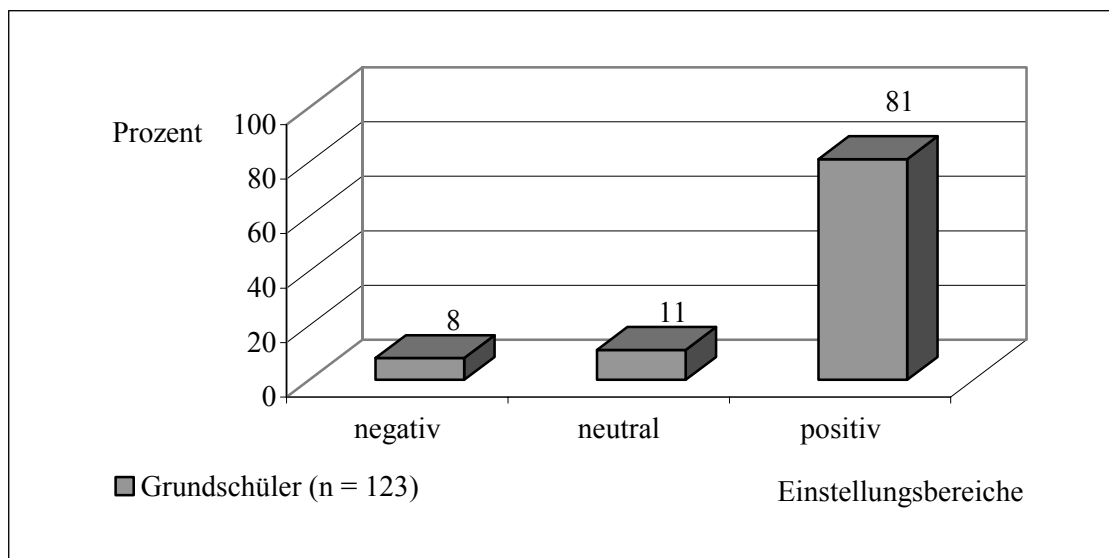 81
Prozent
100
80
60
40
20
0
8
11
negativ neutral positiv
Grundschüler (n = 123)
Einstellungsbereiche